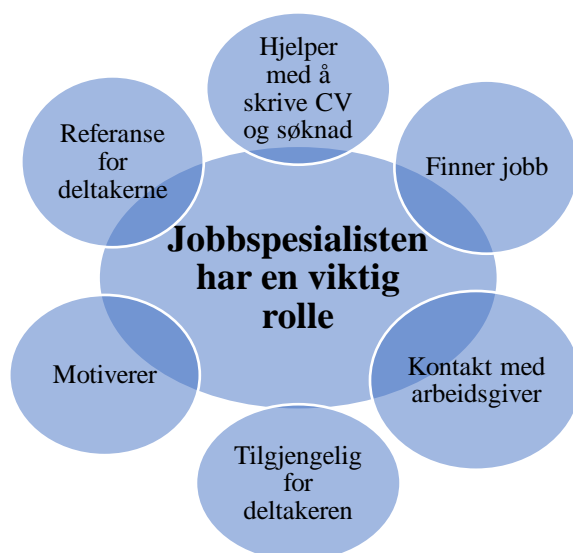 Hjelper
med å
skrive CV
og søknad
Referanse
for
deltakerne
Finner jobb
Jobbspesialisten
har en viktig
rolle
Motiverer
Kontakt med
arbeidsgiver
Tilgjengelig
for
deltakeren